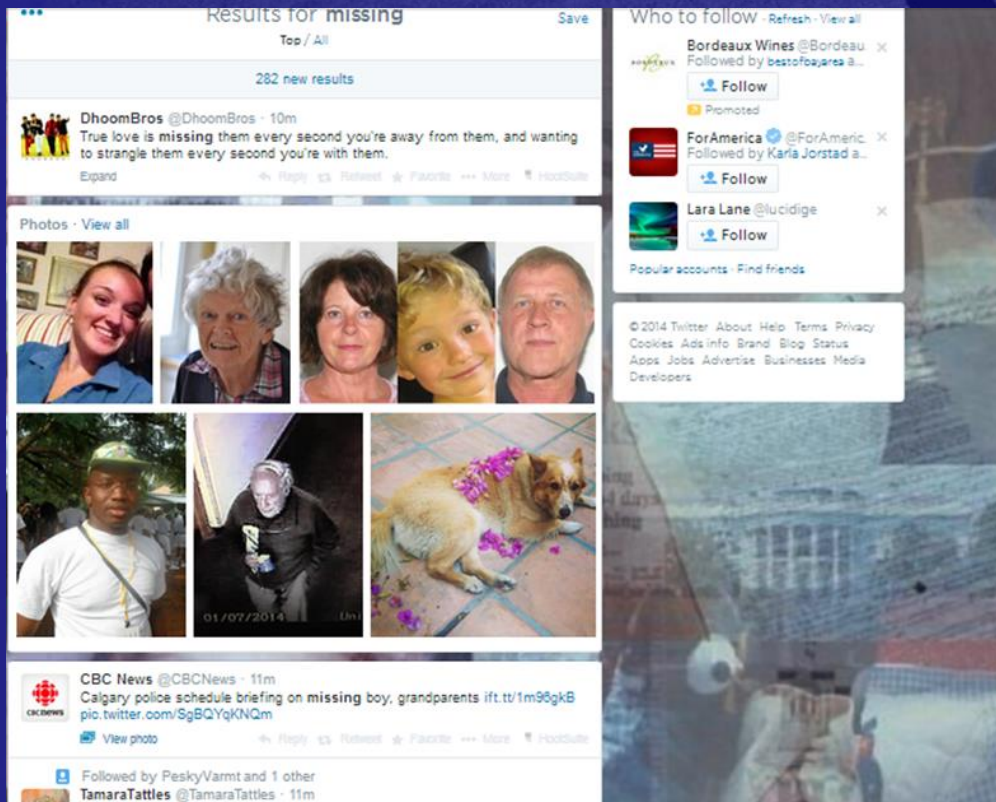 Results for missing
Save
Top / All
282 new results
DhoomBros @DhoomBros · 10m
True love is missing them every second you're away from them, and wanting
to strangle them every second you're with them.
Expand
Reply Retweet Favorite More HootSuite
Photos · View all
01/07/2014
Uni
CBC News @CBCNews · 11m
Calgary police schedule briefing on missing boy, grandparents ift.tt/1m96gkB
pic.twitter.com/SgBQYqKNQm
cbcnews
View photo
Reply Retweet Favorite More HootSuite
Followed by PeskyVarmt and 1 other
TamaraTattles @TamaraTattles · 11m
Who to follow · Refresh · View all
Bordeaux Wines @Bordeau.
Followed by bestofbayarea a...
Follow
Promoted
ForAmerica @ForAmeric.
Followed by Karla Jorstad a...
Follow
Lara Lane @lucidige
Follow
Popular accounts · Find friends
© 2014 Twitter About Help Terms Privacy
Cookies Ads info Brand Blog Status
Apps Jobs Advertise Businesses Media
Developers